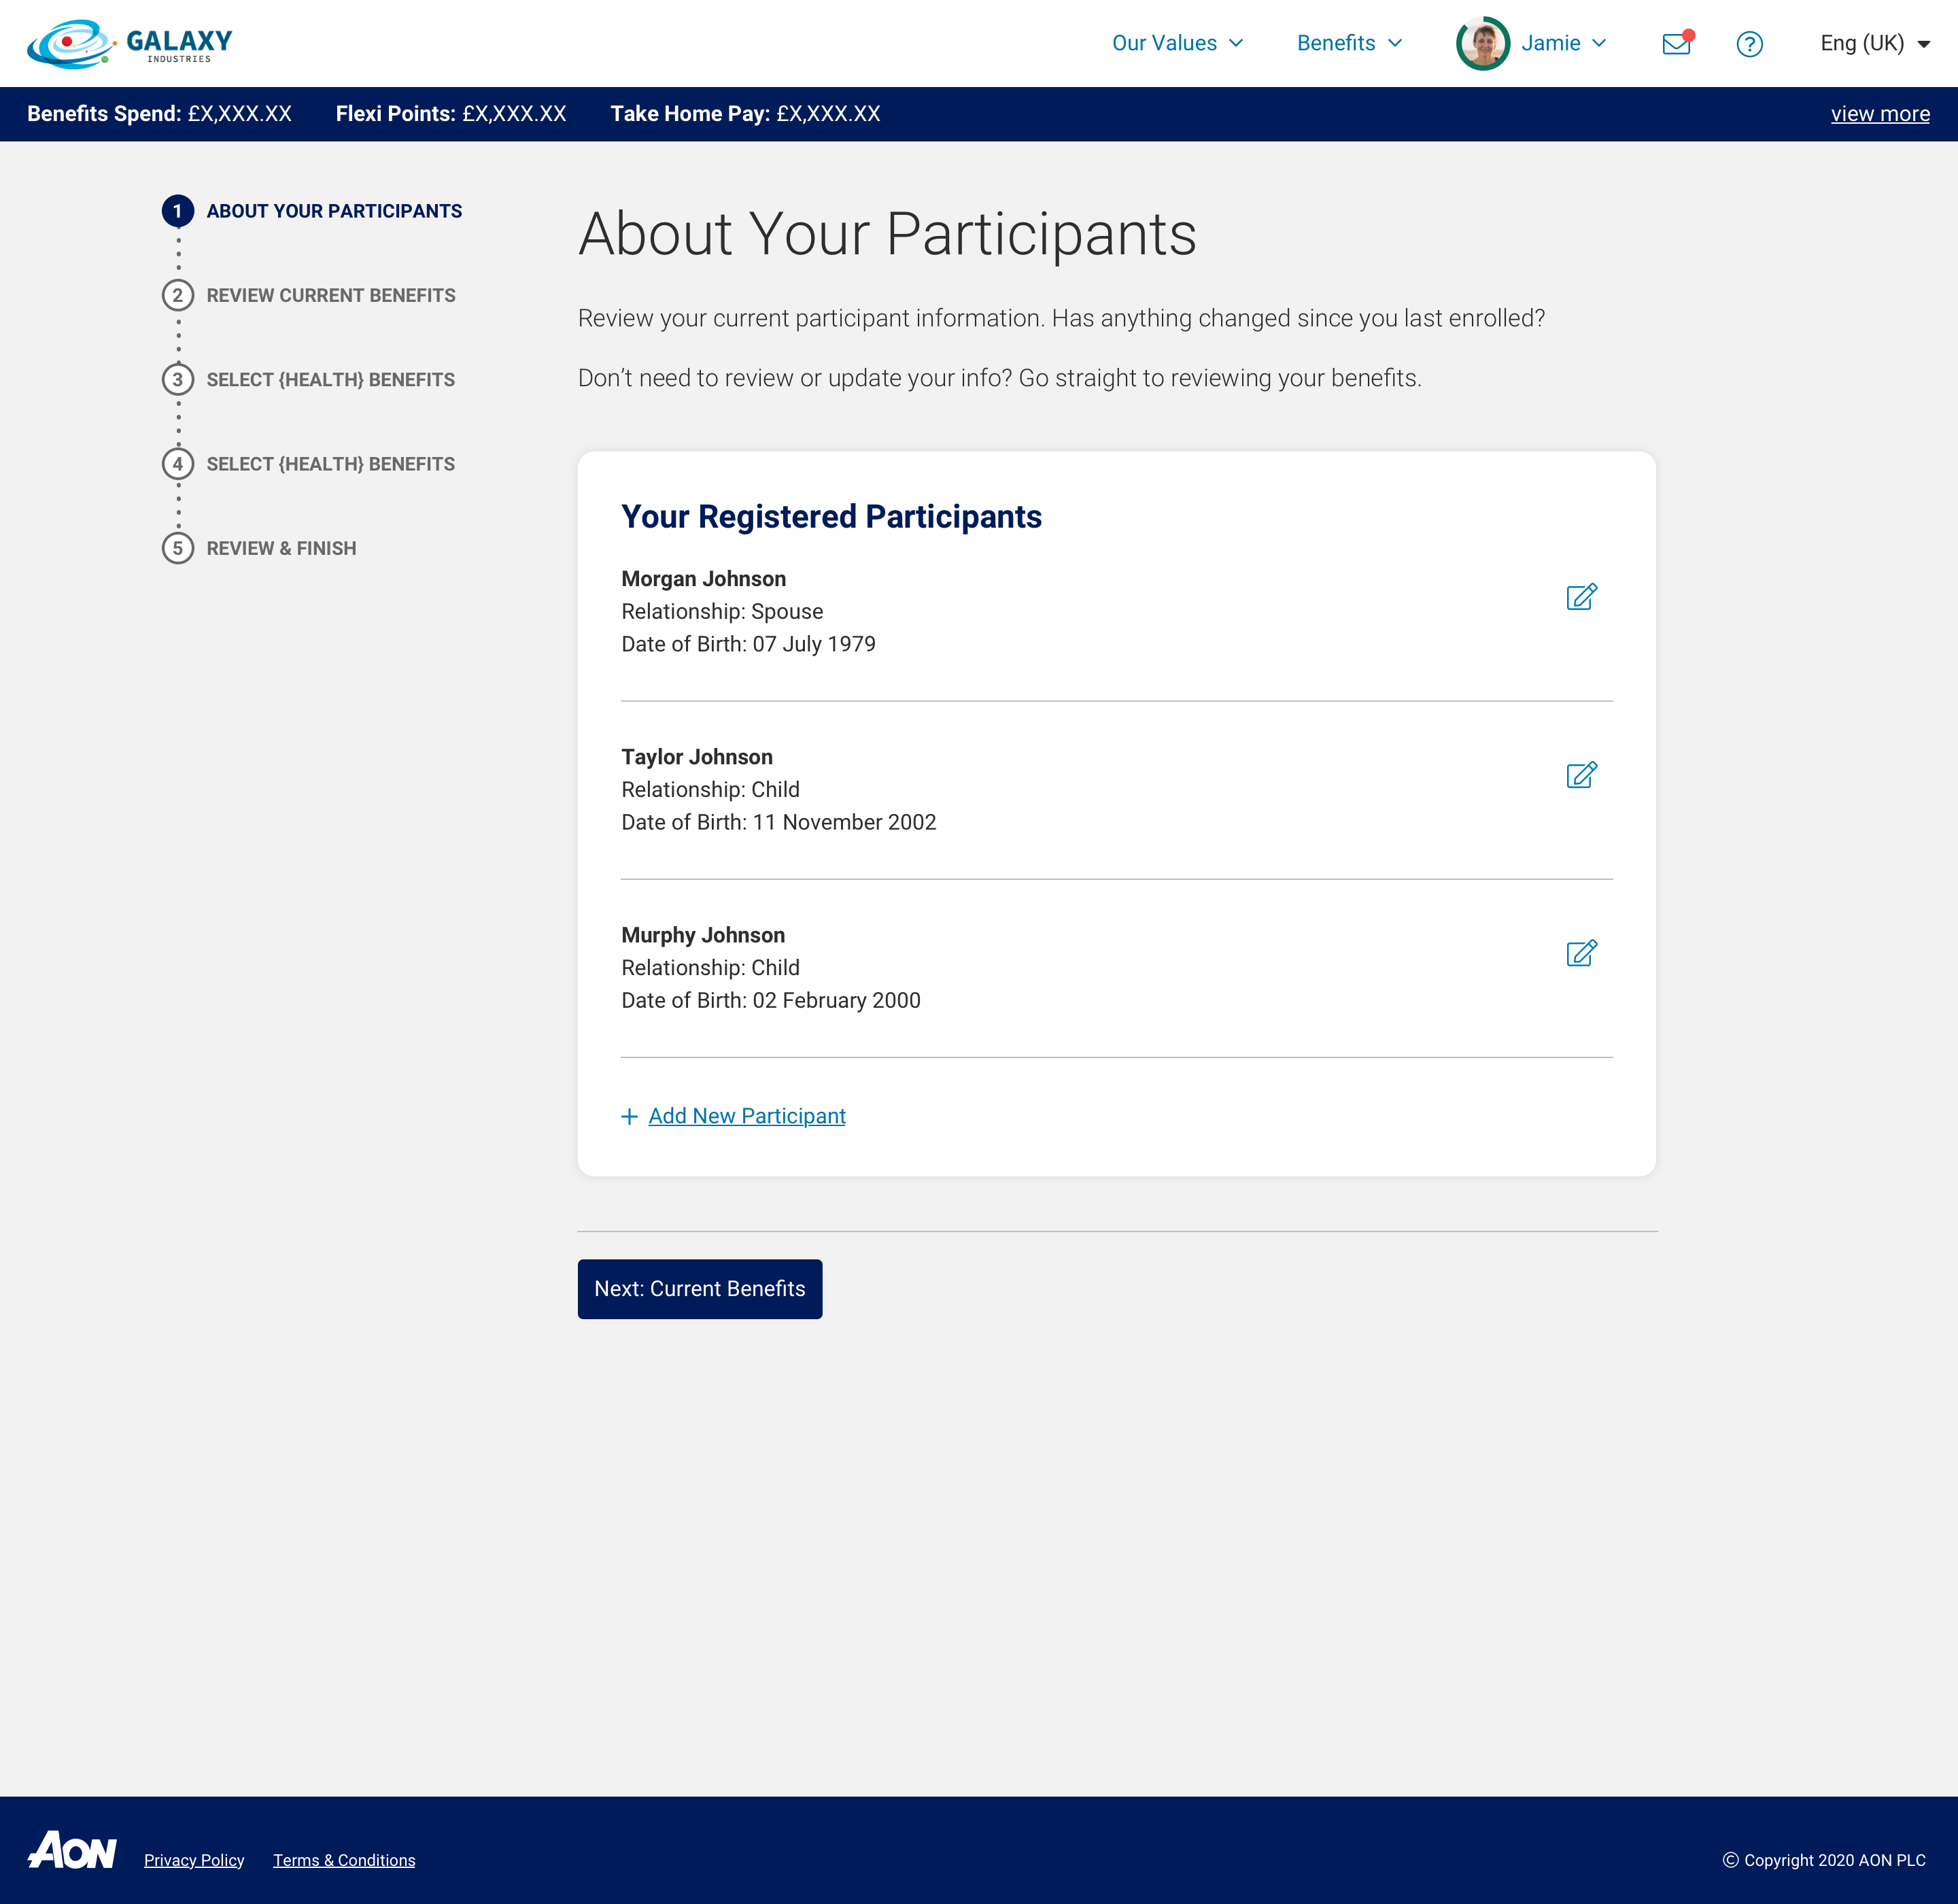 GALAXY
INDUSTRIES
Our Values
Benefits
Jamie
?
Eng (UK)
Benefits Spend: £X,XXX.XX
Flexi Points: £X,XXX.XX
Take Home Pay: £X,XXX.XX
view more
1 ABOUT YOUR PARTICIPANTS
2 REVIEW CURRENT BENEFITS
3 SELECT {HEALTH} BENEFITS
4 SELECT {HEALTH} BENEFITS
5 REVIEW & FINISH
About Your Participants
Review your current participant information. Has anything changed since you last enrolled?
Don’t need to review or update your info? Go straight to reviewing your benefits.
Your Registered Participants
Morgan Johnson
Relationship: Spouse
Date of Birth: 07 July 1979
Taylor Johnson
Relationship: Child
Date of Birth: 11 November 2002
Murphy Johnson
Relationship: Child
Date of Birth: 02 February 2000
+ Add New Participant
Next: Current Benefits
AON
Privacy Policy
Terms & Conditions
© Copyright 2020 AON PLC